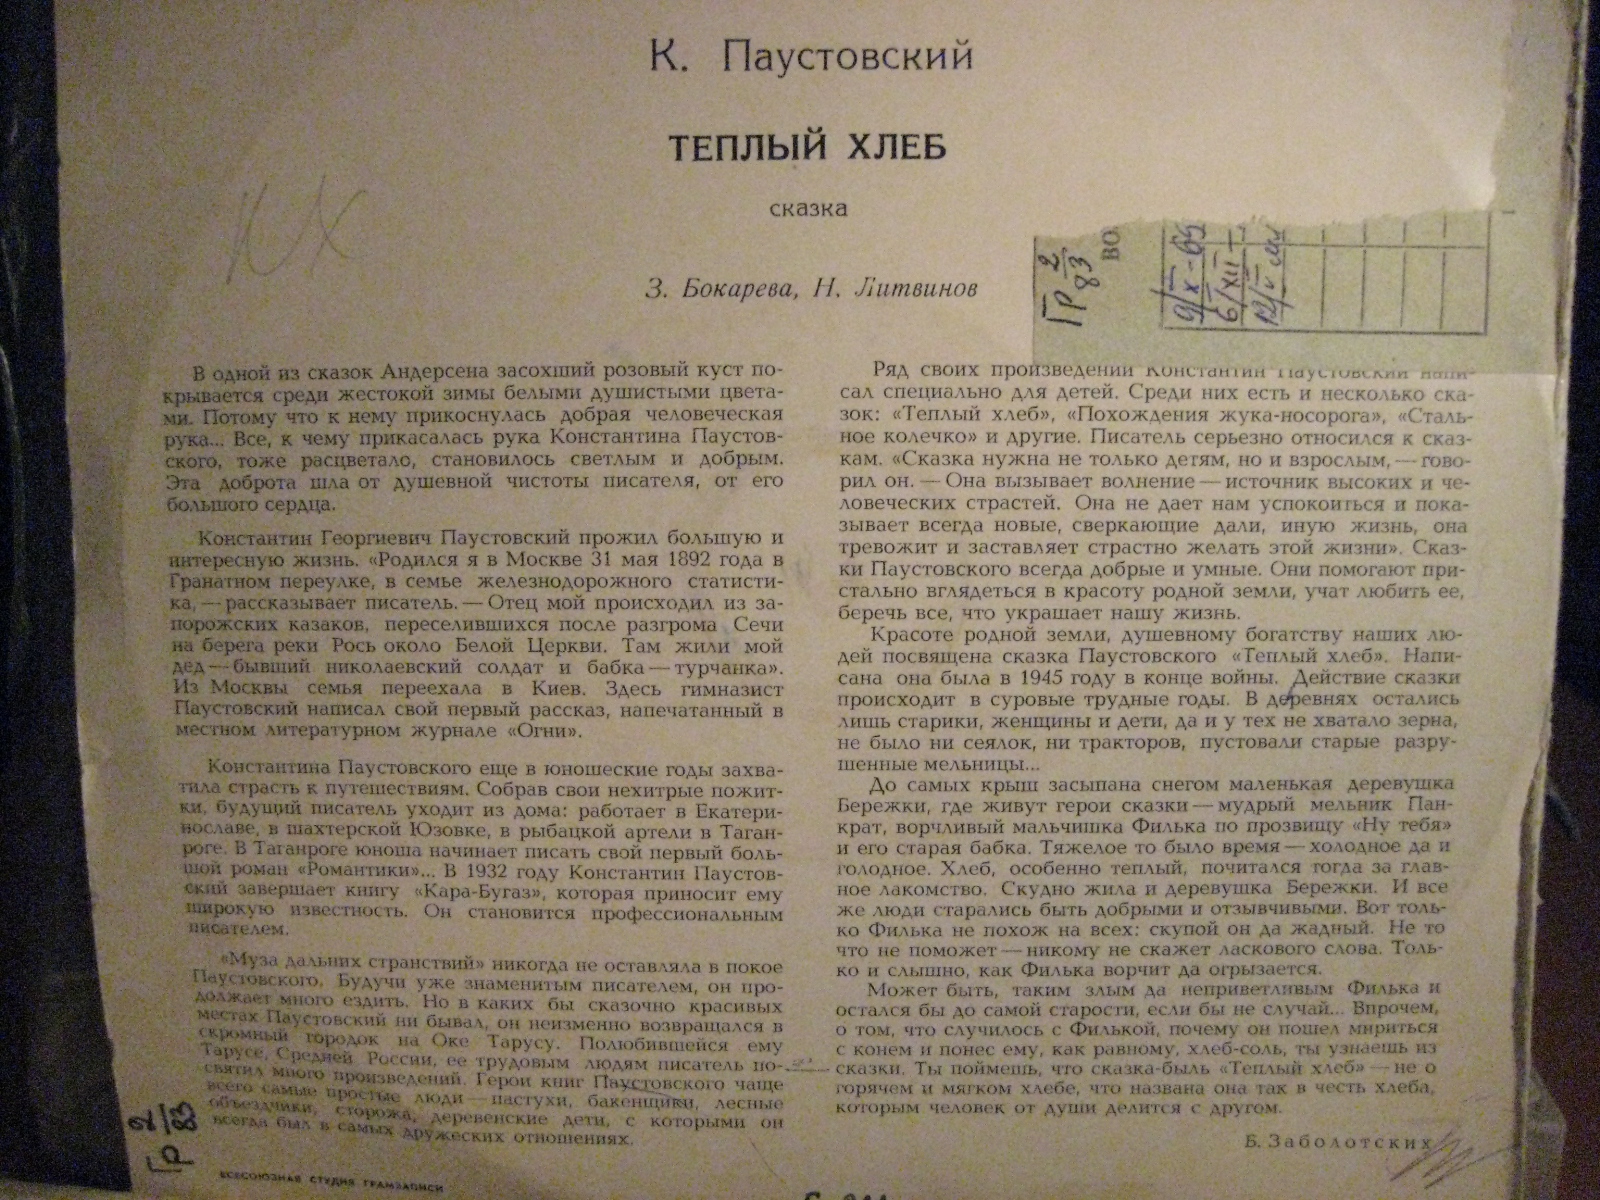 К. Паустовский
ТЕПЛЫЙ ХЛЕБ
сказка
З. Бокарева, Н. Литвинов
ГР 2/83
ВО
9/X-65
6/XII
12/V
В одной из сказок Андерсена засохший розовый куст по-
крывается среди жестокой зимы белыми душистыми цвета-
ми. Потому что к нему прикоснулась добрая человеческая
рука... Все, к чему прикасалась рука Константина Паустов-
ского, тоже расцветало, становилось светлым и добрым.
Эта доброта шла от душевной чистоты писателя, от его
большого сердца.
Константин Георгиевич Паустовский прожил большую и
интересную жизнь. «Родился я в Москве 31 мая 1892 года в
Гранатном переулке, в семье железнодорожного статисти-
ка, — рассказывает писатель. — Отец мой происходил из за-
порожских казаков, переселившихся после разгрома Сечи
на берега реки Рось около Белой Церкви. Там жили мой
дед — бывший николаевский солдат и бабка — турчанка».
Из Москвы семья переехала в Киев. Здесь гимназист
Паустовский написал свой первый рассказ, напечатанный в
местном литературном журнале «Огни».
Константина Паустовского еще в юношеские годы захва-
тила страсть к путешествиям. Собрав свои нехитрые пожит-
ки, будущий писатель уходит из дома: работает в Екатери-
нославе, в шахтерской Юзовке, в рыбацкой артели в Таган-
роге. В Таганроге юноша начинает писать свой первый боль-
шой роман «Романтики»... В 1932 году Константин Паустов-
ский завершает книгу «Кара-Бугаз», которая приносит ему
широкую известность. Он становится профессиональным
писателем.
«Муза дальних странствий» никогда не оставляла в покое
Паустовского. Будучи уже знаменитым писателем, он про-
должает много ездить. Но в каких бы сказочно красивых
местах Паустовский ни бывал, он неизменно возвращался в
скромный городок на Оке Тарусу. Полюбившейся ему
Тарусе, Средней России, ее трудовым людям писатель по-
святил много произведений. Герои книг Паустовского чаще
всего самые простые люди — пастухи, бакенщики, лесные
объездчики, сторожа, деревенские дети, с которыми он
всегда был в самых дружеских отношениях.
Ряд своих произведений Константин Паустовский напи-
сал специально для детей. Среди них есть и несколько ска-
зок: «Теплый хлеб», «Похождения жука-носорога», «Сталь-
ное колечко» и другие. Писатель серьезно относился к сказ-
кам. «Сказка нужна не только детям, но и взрослым, — гово-
рил он. — Она вызывает волнение — источник высоких и че-
ловеческих страстей. Она не дает нам успокоиться и пока-
зывает всегда новые, сверкающие дали, иную жизнь, она
тревожит и заставляет страстно желать этой жизни». Сказ-
ки Паустовского всегда добрые и умные. Они помогают при-
стально вглядеться в красоту родной земли, учат любить ее,
беречь все, что украшает нашу жизнь.
Красоте родной земли, душевному богатству наших лю-
дей посвящена сказка Паустовского «Теплый хлеб». Напи-
сана она была в 1945 году в конце войны. Действие сказки
происходит в суровые трудные годы. В деревнях остались
лишь старики, женщины и дети, да и у тех не хватало зерна,
не было ни сеялок, ни тракторов, пустовали старые разру-
шенные мельницы...
До самых крыш засыпана снегом маленькая деревушка
Бережки, где живут герои сказки — мудрый мельник Пан-
крат, ворчливый мальчишка Филька по прозвищу «Ну тебя»
и его старая бабка. Тяжелое то было время — холодное да и
голодное. Хлеб, особенно теплый, почитался тогда за глав-
ное лакомство. Скудно жила и деревушка Бережки. И все
же люди старались быть добрыми и отзывчивыми. Вот толь-
ко Филька не похож на всех: скупой он да жадный. Не то
что не поможет — никому не скажет ласкового слова. Толь-
ко и слышно, как Филька ворчит да огрызается.
Может быть, таким злым да неприветливым Филька и
остался бы до самой старости, если бы не случай... Впрочем,
о том, что случилось с Филькой, почему он пошел мириться
с конем и понес ему, как равному, хлеб-соль, ты узнаешь из
сказки. Ты поймешь, что сказка-быль «Теплый хлеб» — не о
горячем и мягком хлебе, что названа она так в честь хлеба,
которым человек от души делится с другом.
Б. Заболотских
ГР 2/83
ВСЕСОЮЗНАЯ СТУДИЯ ГРАМЗАПИСИ